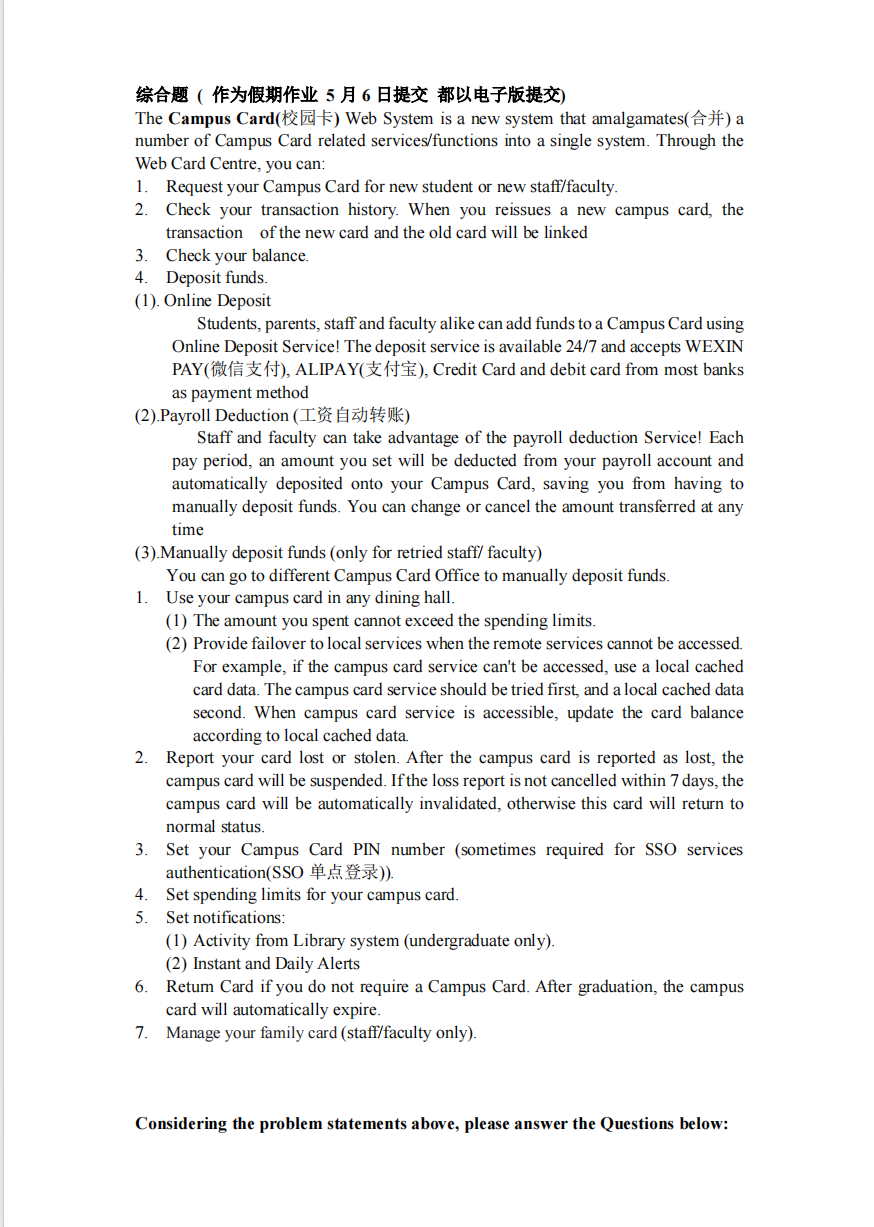 综合题 ( 作为假期作业 5 月 6 日提交 都以电子版提交)
The Campus Card(校园卡) Web System is a new system that amalgamates(合并) a
number of Campus Card related services/functions into a single system. Through the
Web Card Centre, you can:
1. Request your Campus Card for new student or new staff/faculty.
2. Check your transaction history. When you reissues a new campus card, the
transaction of the new card and the old card will be linked
3. Check your balance.
4. Deposit funds.
(1). Online Deposit
Students, parents, staff and faculty alike can add funds to a Campus Card using
Online Deposit Service! The deposit service is available 24/7 and accepts WEXIN
PAY(微信支付), ALIPAY(支付宝), Credit Card and debit card from most banks
as payment method
(2).Payroll Deduction (工资自动转账)
Staff and faculty can take advantage of the payroll deduction Service! Each
pay period, an amount you set will be deducted from your payroll account and
automatically deposited onto your Campus Card, saving you from having to
manually deposit funds. You can change or cancel the amount transferred at any
time
(3).Manually deposit funds (only for retried staff/ faculty)
You can go to different Campus Card Office to manually deposit funds.
1. Use your campus card in any dining hall.
(1) The amount you spent cannot exceed the spending limits.
(2) Provide failover to local services when the remote services cannot be accessed.
For example, if the campus card service can't be accessed, use a local cached
card data. The campus card service should be tried first, and a local cached data
second. When campus card service is accessible, update the card balance
according to local cached data.
2. Report your card lost or stolen. After the campus card is reported as lost, the
campus card will be suspended. If the loss report is not cancelled within 7 days, the
campus card will be automatically invalidated, otherwise this card will return to
normal status.
3. Set your Campus Card PIN number (sometimes required for SSO services
authentication(SSO 单点登录)).
4. Set spending limits for your campus card.
5. Set notifications:
(1) Activity from Library system (undergraduate only).
(2) Instant and Daily Alerts
6. Return Card if you do not require a Campus Card. After graduation, the campus
card will automatically expire.
7. Manage your family card (staff/faculty only).
Considering the problem statements above, please answer the Questions below: